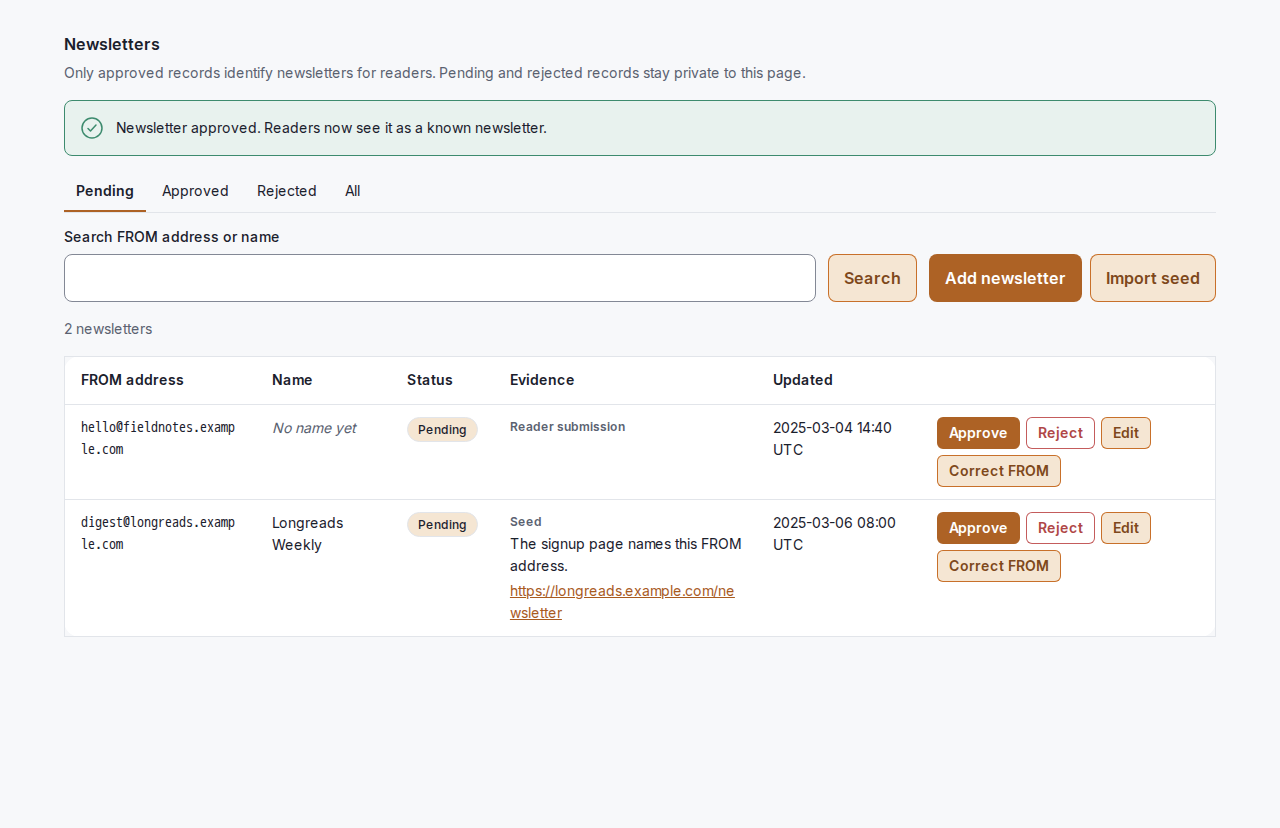 Newsletters
Only approved records identify newsletters for readers. Pending and rejected records stay private to this page.
Newsletter approved. Readers now see it as a known newsletter.
Pending Approved Rejected All
Search FROM address or name
Search Add newsletter Import seed
2 newsletters
FROM address Name Status Evidence Updated
hello@fieldnotes.examp No name yet Pending Reader submission 2025-03-04 14:40 Approve Reject Edit
le.com UTC
Correct FROM
digest@longreads.examp Longreads Pending Seed 2025-03-06 08:00 Approve Reject Edit
le.com Weekly The signup page names this FROM UTC
address. Correct FROM
https://longreads.example.com/ne
wsletter